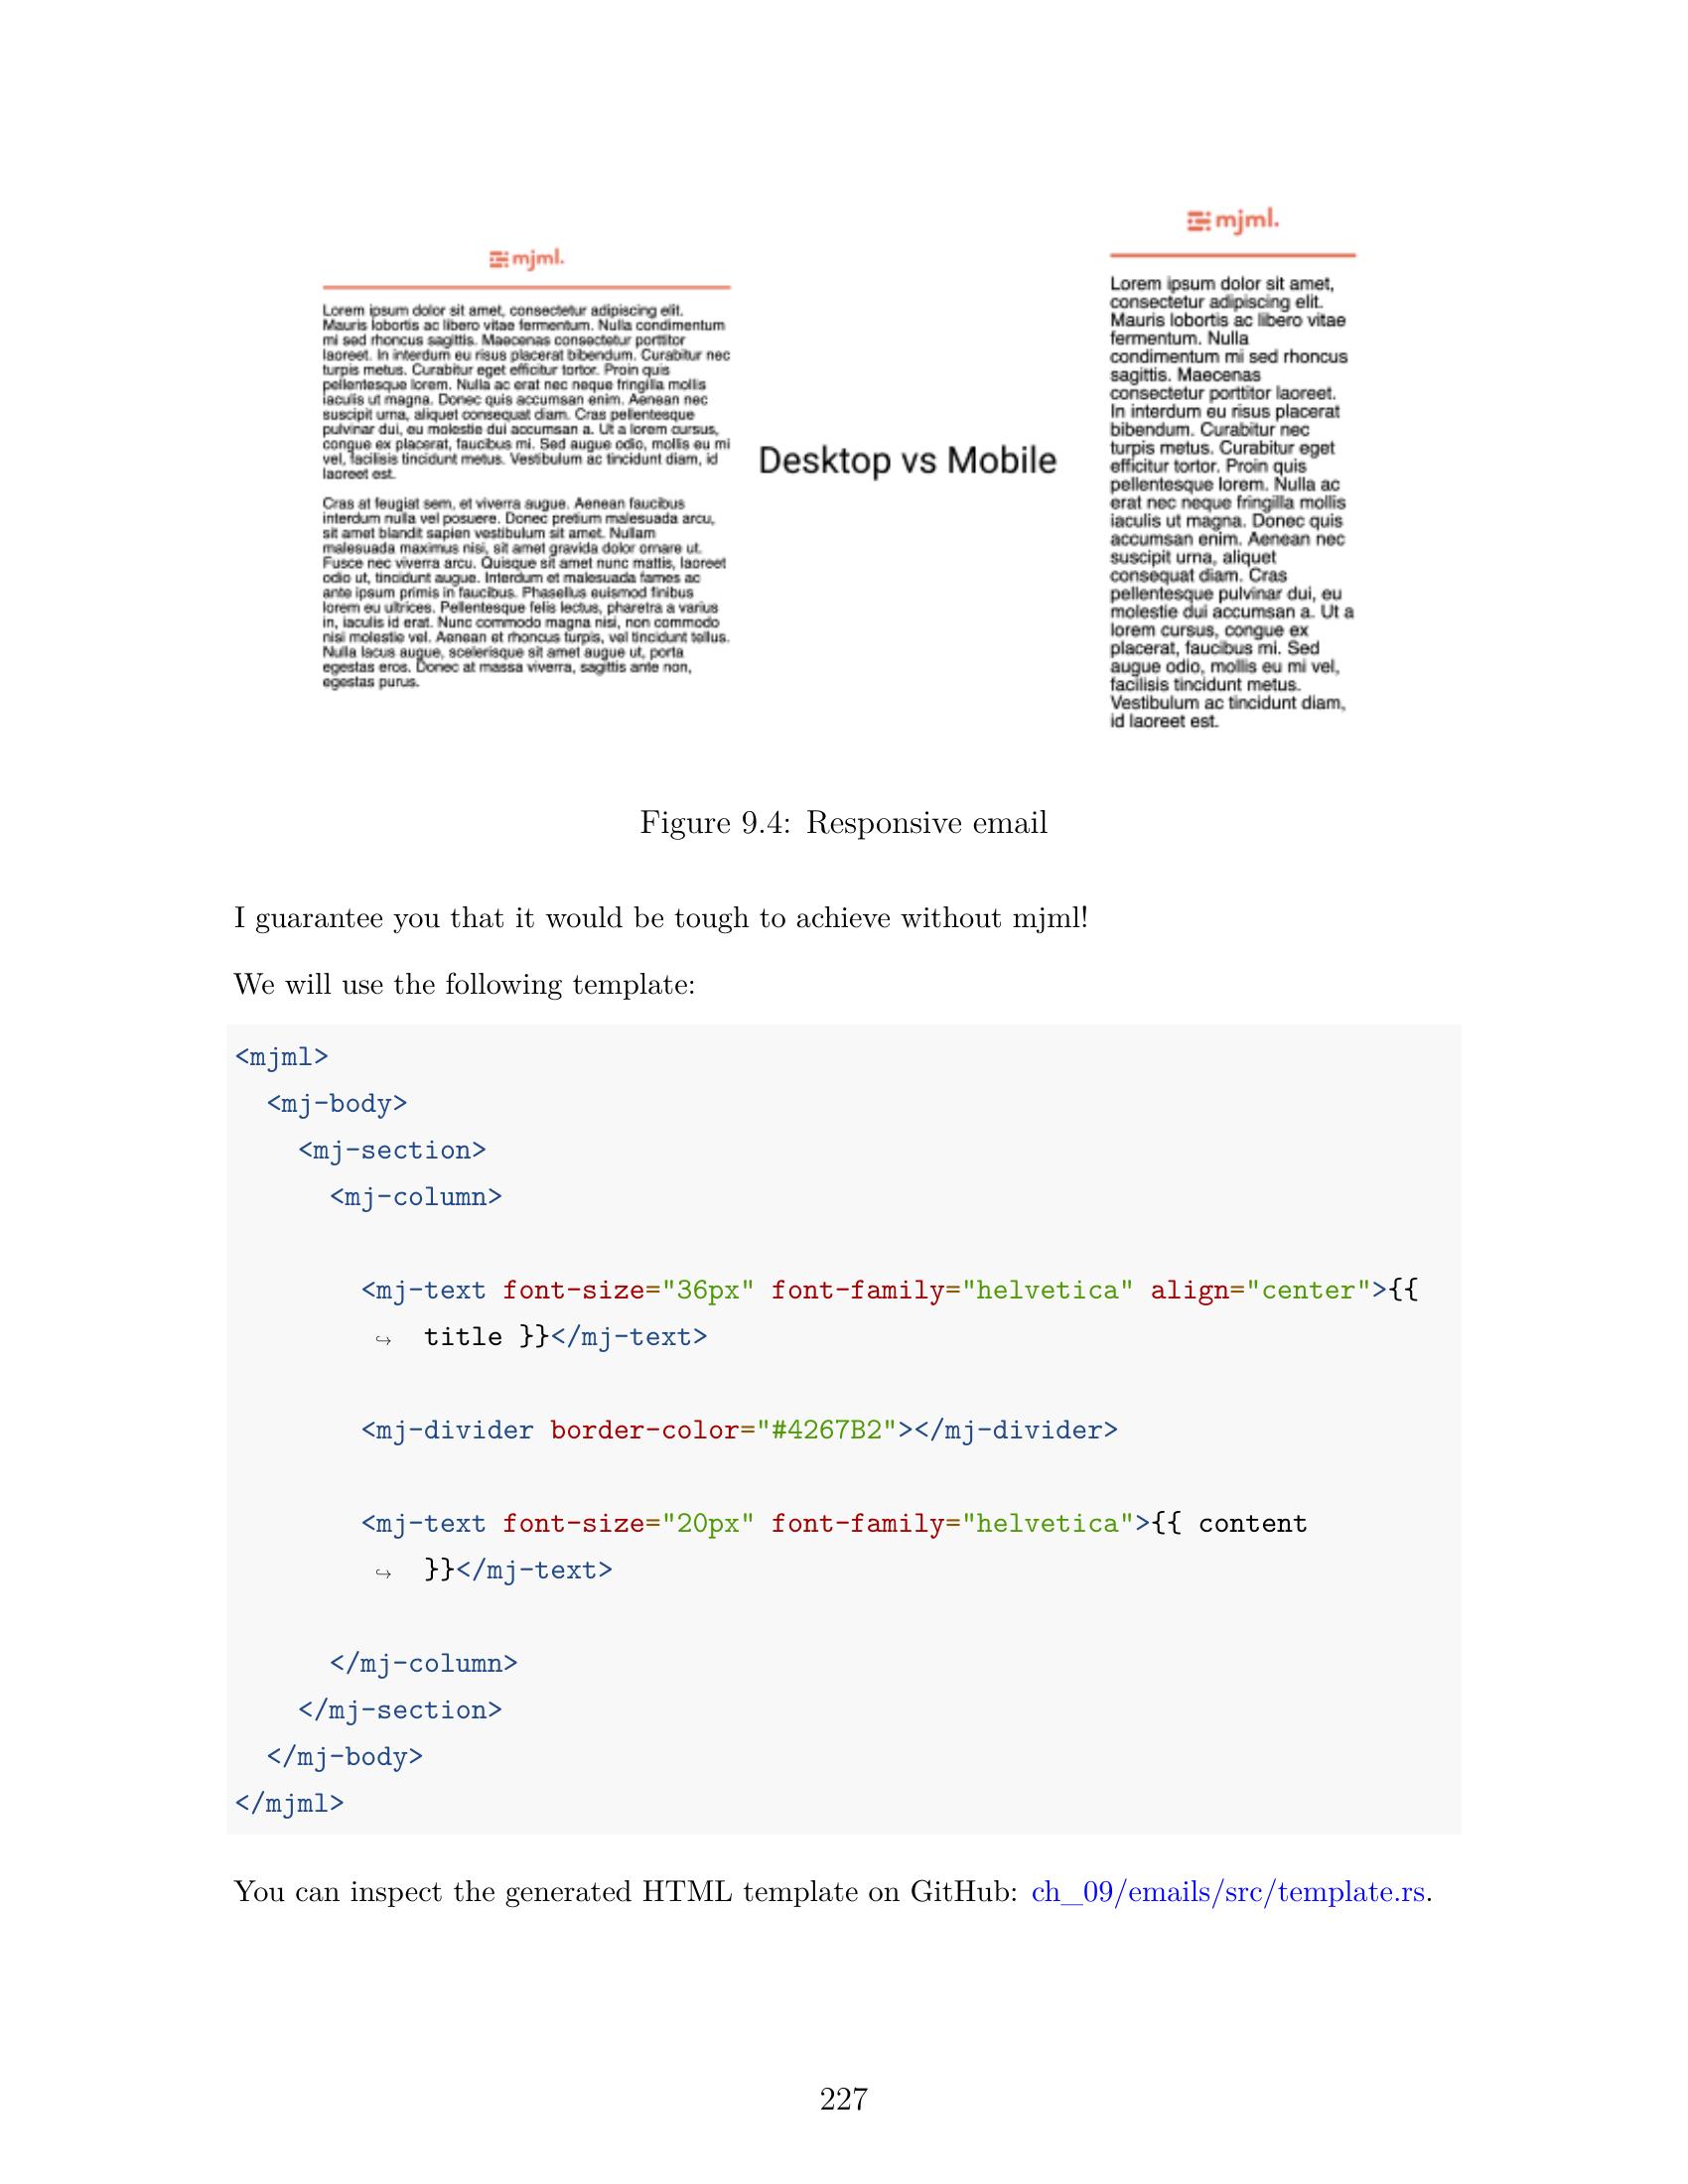 mjml.
Lorem ipsum dolor sit amet, consectetur adipiscing elit.
Mauris lobortis ac libero vitae fermentum. Nulla condimentum
mi sed rhoncus sagittis. Maecenas consectetur porttitor
laoreet. In interdum eu risus placerat bibendum. Curabitur nec
turpis metus. Curabitur eget efficitur tortor. Proin quis
pellentesque lorem. Nulla ac erat nec neque fringilla mollis
iaculis ut magna. Donec quis accumsan enim. Aenean nec
suscipit urna, aliquet consequat diam. Cras pellentesque
pulvinar dui, eu molestie dui accumsan a. Ut a lorem cursus,
congue ex placerat, faucibus mi. Sed augue odio, mollis eu mi
vel, facilisis tincidunt metus. Vestibulum ac tincidunt diam, id
laoreet est.
Cras at feugiat sem, et viverra augue. Aenean faucibus
interdum nulla vel posuere. Donec pretium malesuada arcu,
sit amet blandit sapien vestibulum sit amet. Nullam
malesuada maximus nisi, sit amet gravida dolor ornare ut.
Fusce nec viverra arcu. Quisque sit amet nunc mattis, laoreet
odio ut, tincidunt augue. Interdum et malesuada fames ac
ante ipsum primis in faucibus. Phasellus euismod finibus
lorem eu ultrices. Pellentesque felis lectus, pharetra a varius
in, iaculis id erat. Nunc commodo magna nisi, non commodo
nisi molestie vel. Aenean et rhoncus turpis, vel tincidunt tellus.
Nulla lacus augue, scelerisque sit amet augue ut, porta
egestas eros. Donec at massa viverra, sagittis ante non,
egestas purus.
Desktop vs Mobile
mjml.
Lorem ipsum dolor sit amet,
consectetur adipiscing elit.
Mauris lobortis ac libero vitae
fermentum. Nulla
condimentum mi sed rhoncus
sagittis. Maecenas
consectetur porttitor laoreet.
In interdum eu risus placerat
bibendum. Curabitur nec
turpis metus. Curabitur eget
efficitur tortor. Proin quis
pellentesque lorem. Nulla ac
erat nec neque fringilla mollis
iaculis ut magna. Donec quis
accumsan enim. Aenean nec
suscipit urna, aliquet
consequat diam. Cras
pellentesque pulvinar dui, eu
molestie dui accumsan a. Ut a
lorem cursus, congue ex
placerat, faucibus mi. Sed
augue odio, mollis eu mi vel,
facilisis tincidunt metus.
Vestibulum ac tincidunt diam,
id laoreet est.
Figure 9.4: Responsive email
I guarantee you that it would be tough to achieve without mjml!
We will use the following template:
<mjml>
  <mj-body>
    <mj-section>
      <mj-column>
        <mj-text font-size="36px" font-family="helvetica" align="center">{{
        ↪ title }}</mj-text>
        <mj-divider border-color="#4267B2"></mj-divider>
        <mj-text font-size="20px" font-family="helvetica">{{ content
        ↪ }}</mj-text>
      </mj-column>
    </mj-section>
  </mj-body>
</mjml>
You can inspect the generated HTML template on GitHub: ch_09/emails/src/template.rs.
227